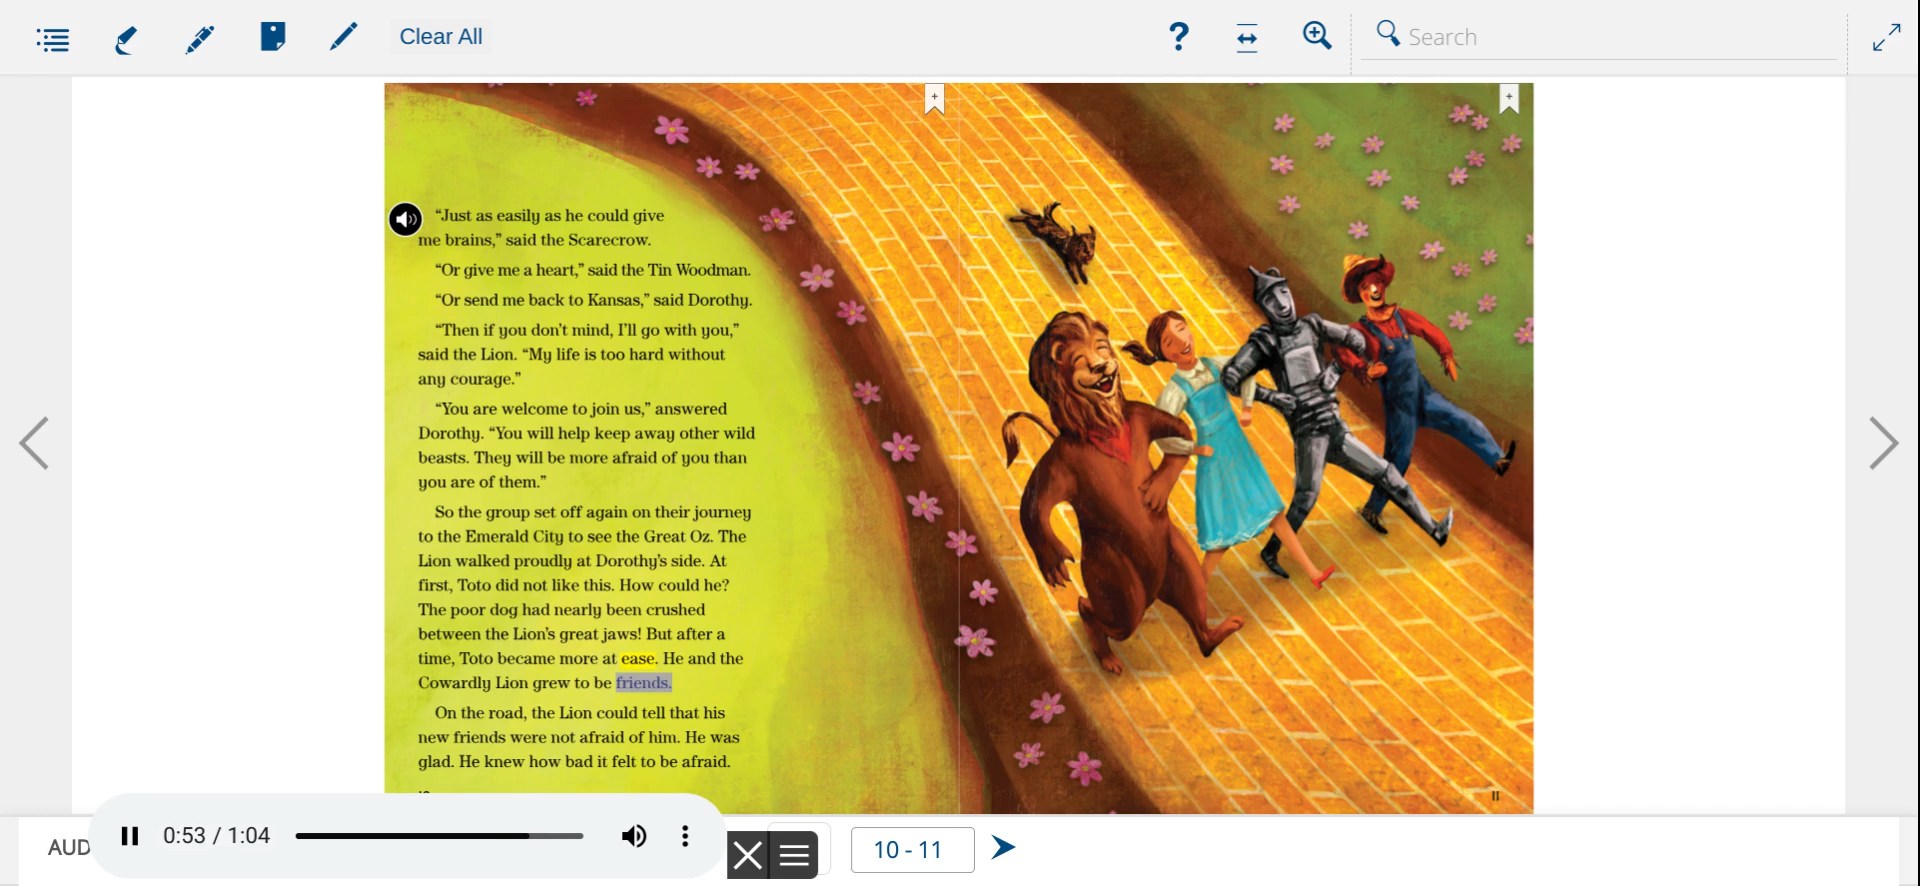 Clear All
Search
“Just as easily as he could give
me brains,” said the Scarecrow.
“Or give me a heart,” said the Tin Woodman.
“Or send me back to Kansas,” said Dorothy.
“Then if you don’t mind, I’ll go with you,”
said the Lion. “My life is too hard without
any courage.”
“You are welcome to join us,” answered
Dorothy. “You will help keep away other wild
beasts. They will be more afraid of you than
you are of them.”
So the group set off again on their journey
to the Emerald City to see the Great Oz. The
Lion walked proudly at Dorothy’s side. At
first, Toto did not like this. How could he?
The poor dog had nearly been crushed
between the Lion’s great jaws! But after a
time, Toto became more at ease. He and the
Cowardly Lion grew to be friends.
On the road, the Lion could tell that his
new friends were not afraid of him. He was
glad. He knew how bad it felt to be afraid.
11
AUD
0:53 / 1:04
10 - 11